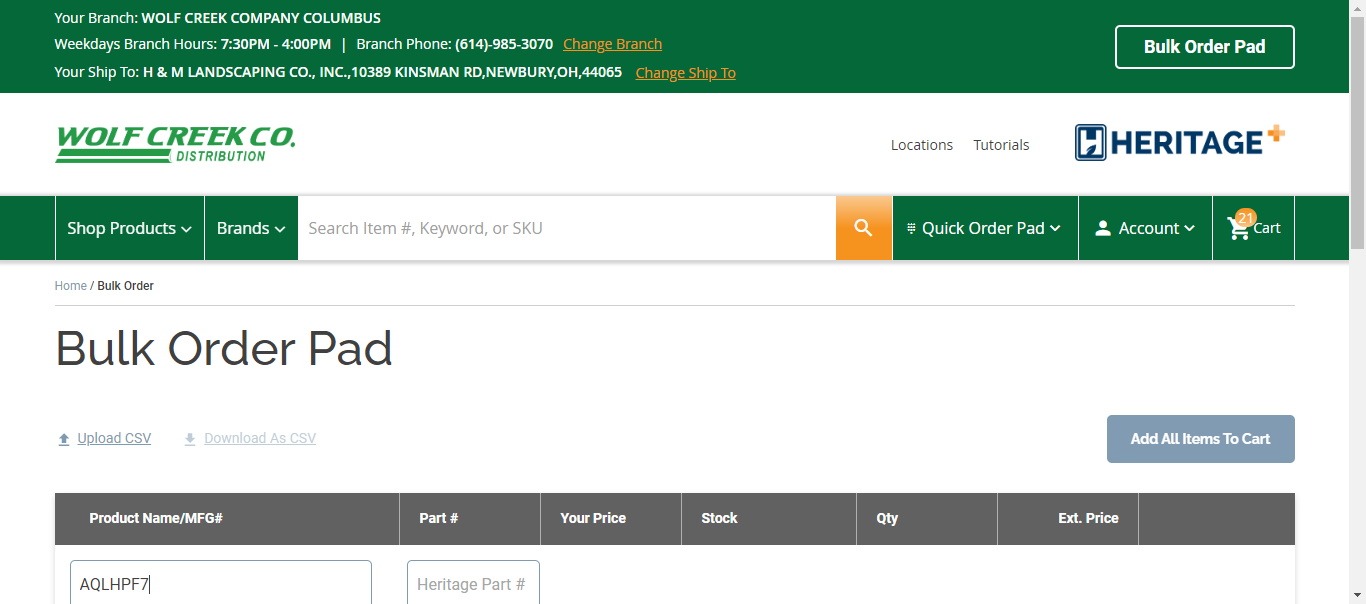 Your Branch: WOLF CREEK COMPANY COLUMBUS
Weekdays Branch Hours: 7:30PM - 4:00PM | Branch Phone: (614)-985-3070 Change Branch
Your Ship To: H & M LANDSCAPING CO., INC.,10389 KINSMAN RD,NEWBURY,OH,44065 Change Ship To
Bulk Order Pad
WOLF CREEK CO.
DISTRIBUTION
Locations Tutorials
HERITAGE+
Shop Products Brands Search Item #, Keyword, or SKU Quick Order Pad Account 21 Cart
Home / Bulk Order
Bulk Order Pad
Upload CSV Download As CSV Add All Items To Cart
Product Name/MFG# Part # Your Price Stock Qty Ext. Price
AQLHPF7 Heritage Part #